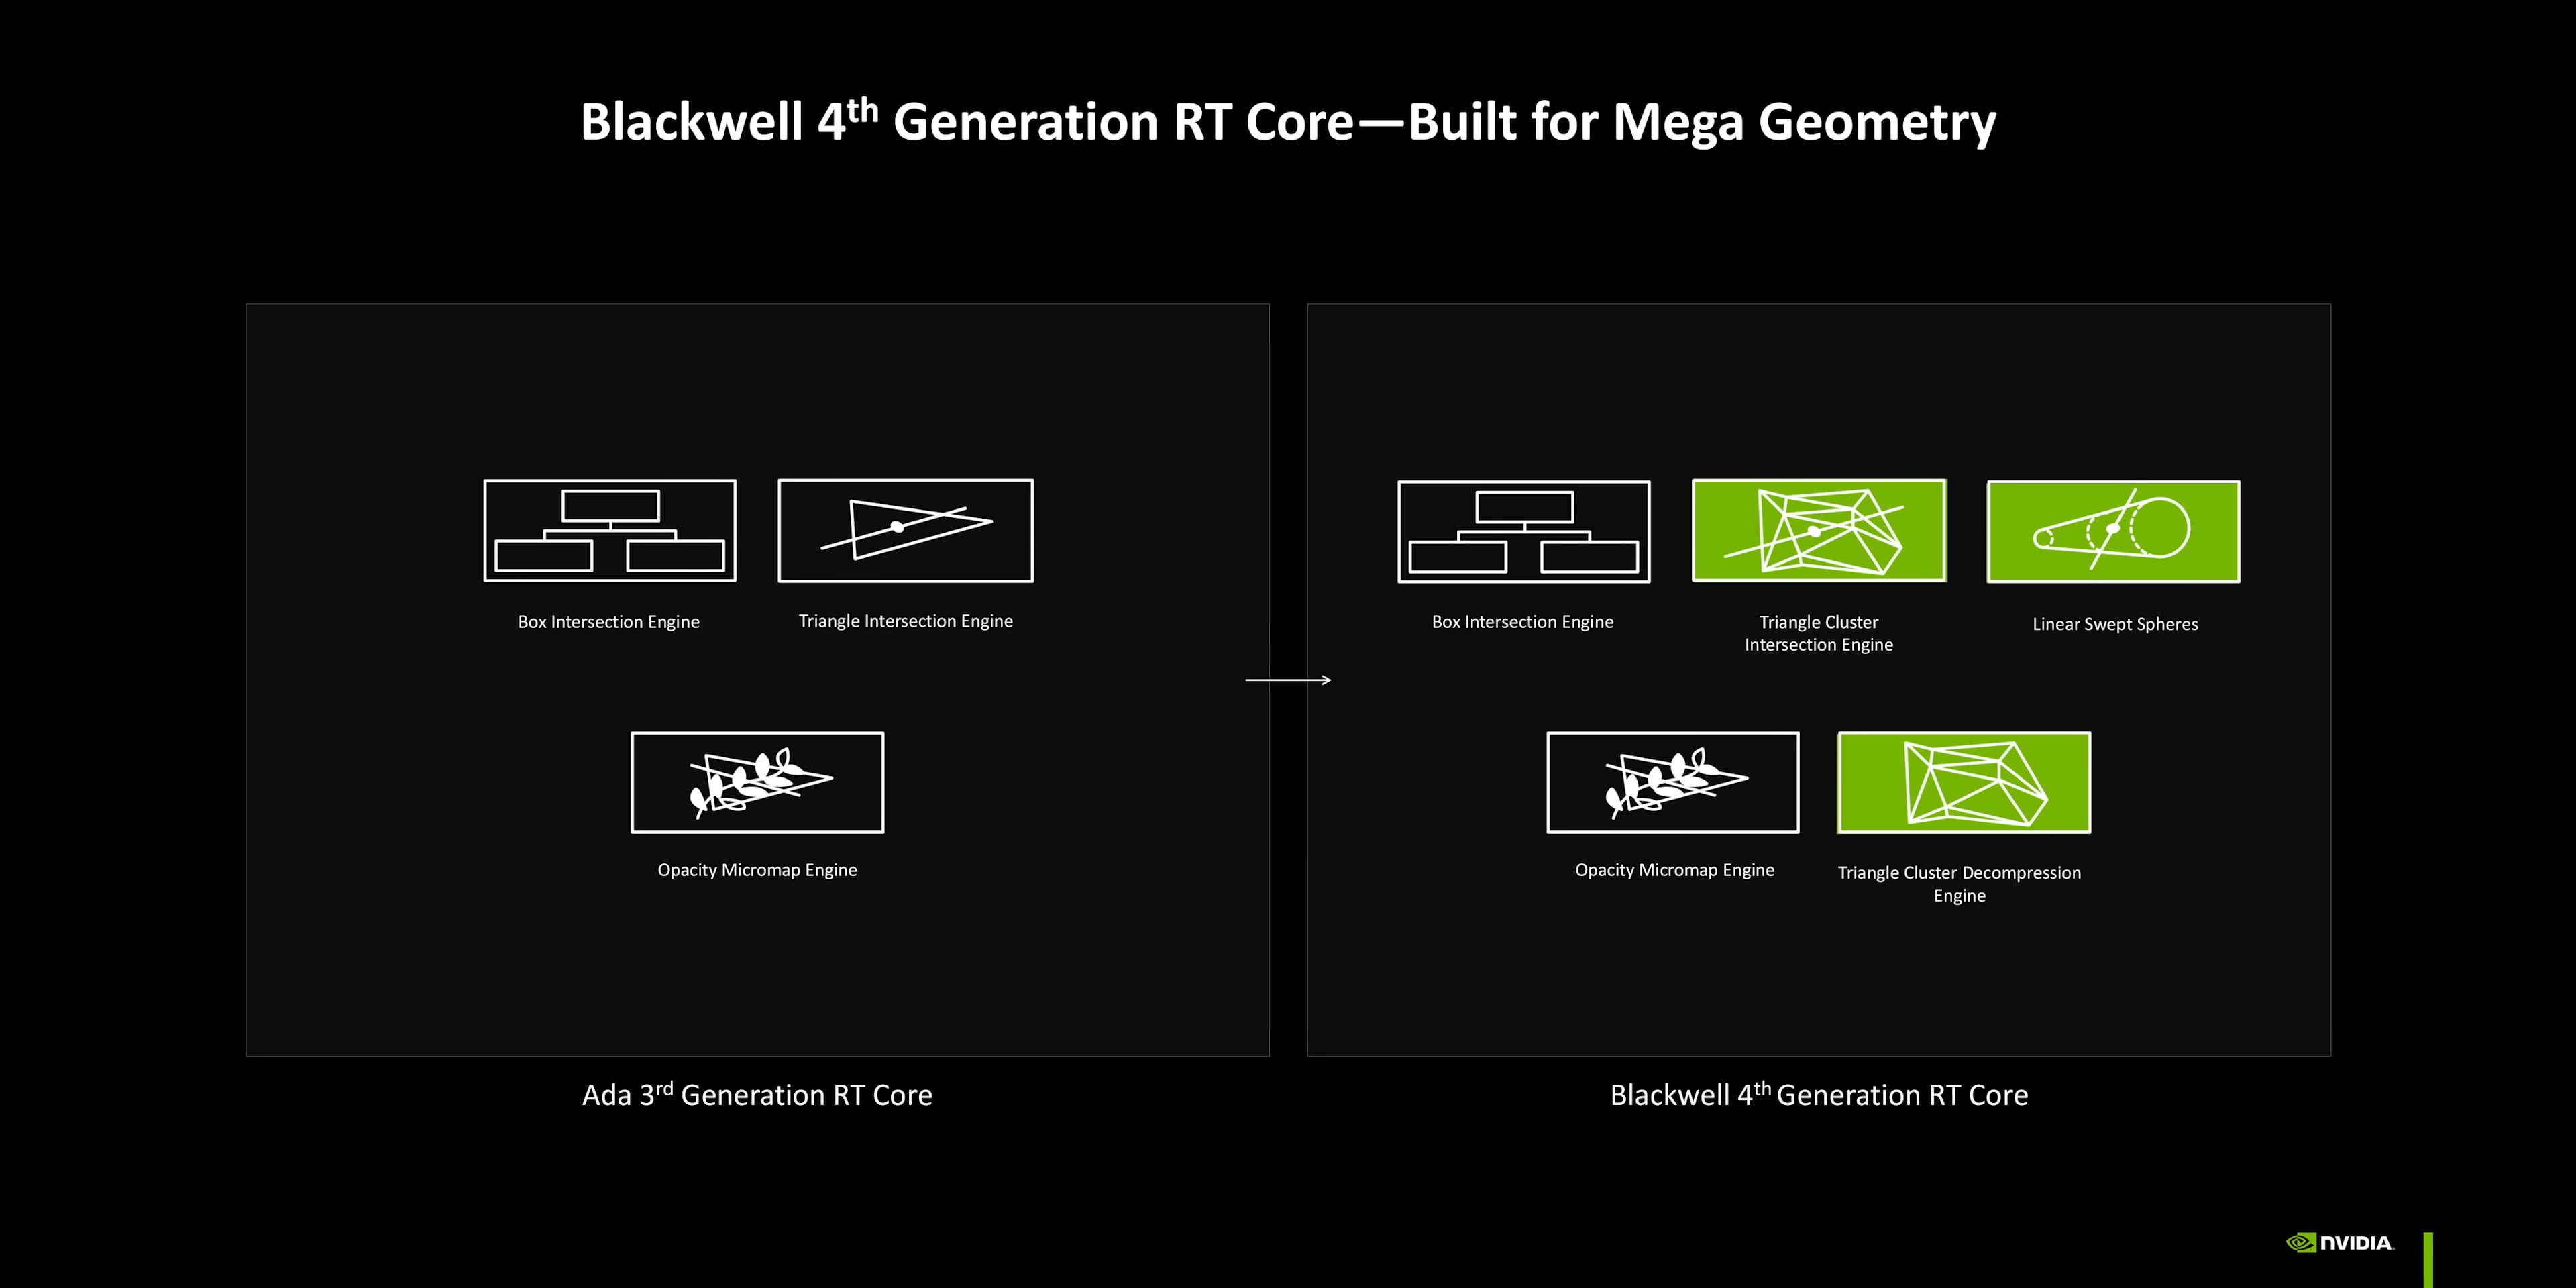 Blackwell 4th Generation RT Core—Built for Mega Geometry
Box Intersection Engine
Triangle Intersection Engine
Opacity Micromap Engine
Ada 3rd Generation RT Core
Box Intersection Engine
Triangle Cluster
Intersection Engine
Linear Swept Spheres
Opacity Micromap Engine
Triangle Cluster Decompression
Engine
Blackwell 4th Generation RT Core
NVIDIA.